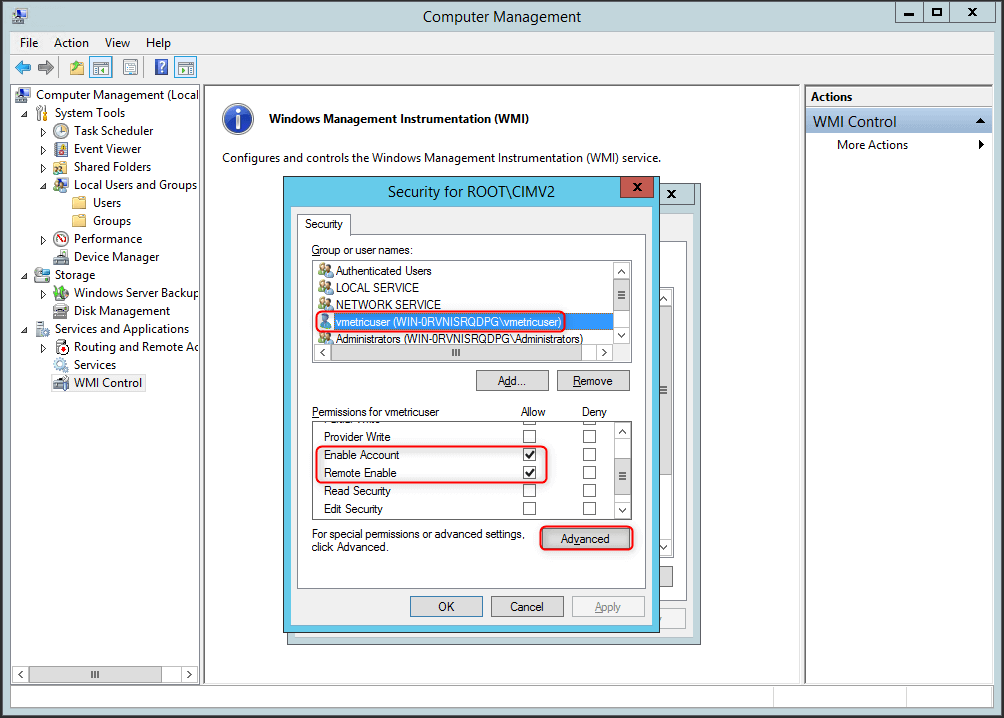 Computer Management
File Action View Help
Computer Management (Local
System Tools
Task Scheduler
Event Viewer
Shared Folders
Local Users and Groups
Users
Groups
Performance
Device Manager
Storage
Windows Server Backup
Disk Management
Services and Applications
Routing and Remote Ac
Services
WMI Control
Windows Management Instrumentation (WMI)
Configures and controls the Windows Management Instrumentation (WMI) service.
Security for ROOT\CIMV2
Security
Group or user names:
Authenticated Users
LOCAL SERVICE
NETWORK SERVICE
vmetricuser (WIN-0RVNISRQDPG\vmetricuser)
Administrators (WIN-0RVNISRQDPG\Administrators)
Add... Remove
Permissions for vmetricuser Allow Deny
Partial Write
Provider Write
Enable Account
Remote Enable
Read Security
Edit Security
For special permissions or advanced settings,
click Advanced.
Advanced
OK Cancel Apply
Actions
WMI Control
More Actions